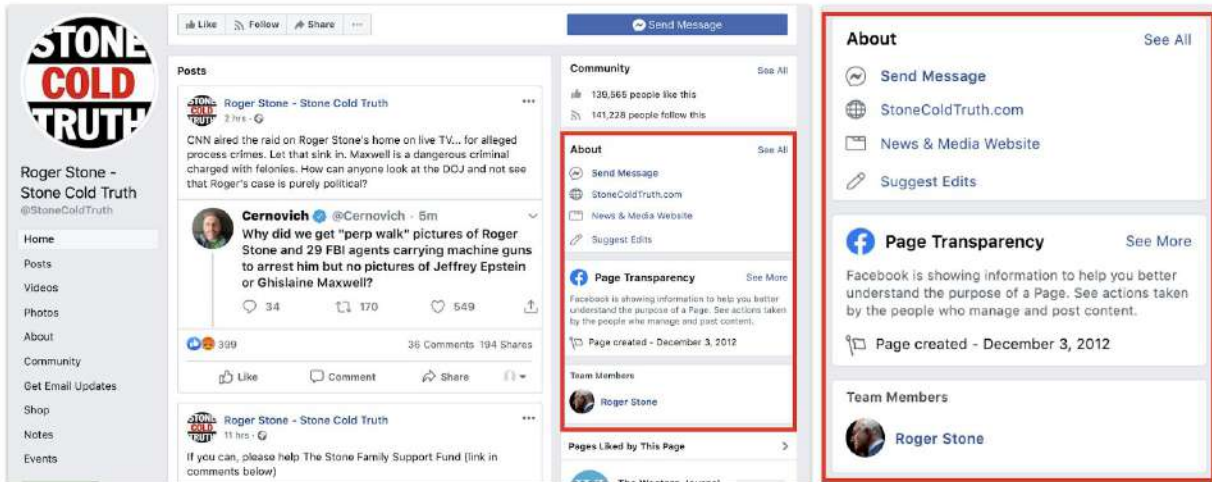 STONE
COLD
TRUTH
Roger Stone -
Stone Cold Truth
@StoneColdTruth
Home
Posts
Videos
Photos
About
Community
Get Email Updates
Shop
Notes
Events
Like Follow Share ...
Send Message
Posts
STONE
COLD
TRUTH
Roger Stone - Stone Cold Truth
2 hrs ·
CNN aired the raid on Roger Stone's home on live TV... for alleged
process crimes. Let that sink in. Maxwell is a dangerous criminal
charged with felonies. How can anyone look at the DOJ and not see
that Roger's case is purely political?
Cernovich @Cernovich · 5m
Why did we get "perp walk" pictures of Roger
Stone and 29 FBI agents carrying machine guns
to arrest him but no pictures of Jeffrey Epstein
or Ghislaine Maxwell?
34 170 549
399 36 Comments 194 Shares
Like Comment Share
STONE
COLD
TRUTH
Roger Stone - Stone Cold Truth
11 hrs ·
If you can, please help The Stone Family Support Fund (link in
comments below)
Community See All
139,565 people like this
141,228 people follow this
About See All
Send Message
StoneColdTruth.com
News & Media Website
Suggest Edits
Page Transparency See More
Facebook is showing information to help you better
understand the purpose of a Page. See actions taken
by the people who manage and post content.
Page created - December 3, 2012
Team Members
Roger Stone
Pages Liked by This Page
The Western Journal
About See All
Send Message
StoneColdTruth.com
News & Media Website
Suggest Edits
Page Transparency See More
Facebook is showing information to help you better
understand the purpose of a Page. See actions taken
by the people who manage and post content.
Page created - December 3, 2012
Team Members
Roger Stone